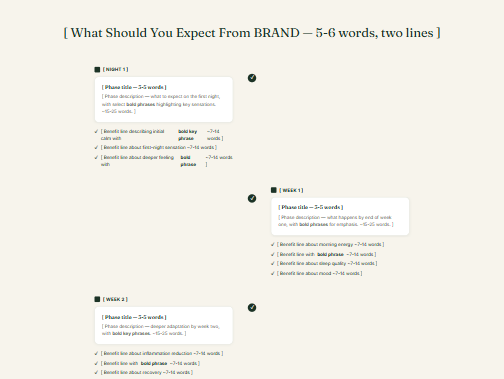 [ What Should You Expect From BRAND — 5-6 words, two lines ]
[ NIGHT 1 ]
[ Phase title — 3-5 words ]
[ Phase description — what to expect on the first night,
with select bold phrases highlighting key sensations.
~15-25 words. ]
✓ [ Benefit line describing initial calm with bold key phrase ~7-14 words ]
✓ [ Benefit line about first-night sensation ~7-14 words ]
✓ [ Benefit line about deeper feeling with bold phrase ~7-14 words ]
[ WEEK 1 ]
[ Phase title — 3-5 words ]
[ Phase description — what happens by end of week
one, with bold phrases for emphasis. ~15-25 words. ]
✓ [ Benefit line about morning energy ~7-14 words ]
✓ [ Benefit line with bold phrase ~7-14 words ]
✓ [ Benefit line about sleep quality ~7-14 words ]
✓ [ Benefit line about mood ~7-14 words ]
[ WEEK 2 ]
[ Phase title — 3-5 words ]
[ Phase description — deeper adaptation by week two,
with bold key phrases. ~15-25 words. ]
✓ [ Benefit line about inflammation reduction ~7-14 words ]
✓ [ Benefit line with bold phrase ~7-14 words ]
✓ [ Benefit line about recovery ~7-14 words ]